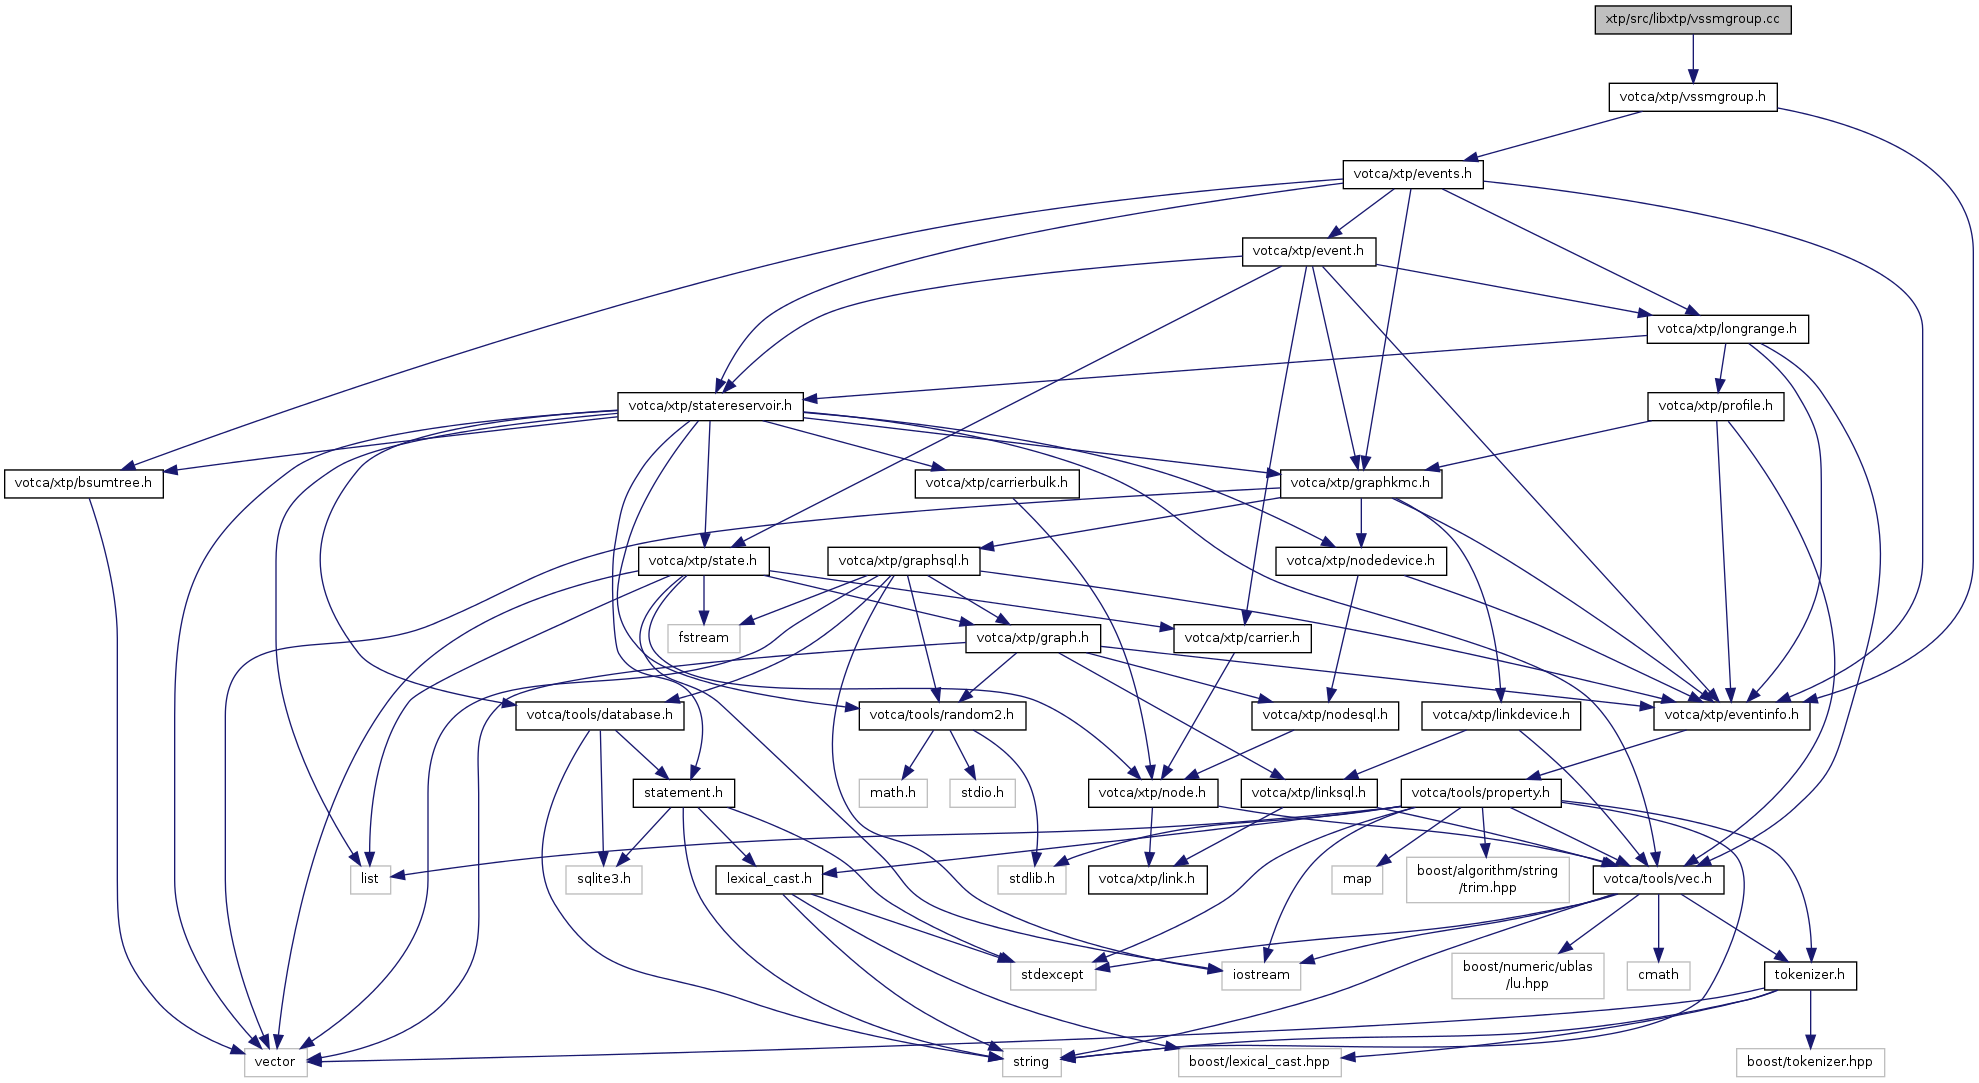 xtp/src/libxtp/vssmgroup.cc
votca/xtp/vssmgroup.h
votca/xtp/events.h
votca/xtp/event.h
votca/xtp/longrange.h
votca/xtp/statereservoir.h
votca/xtp/profile.h
votca/xtp/bsumtree.h
votca/xtp/carrierbulk.h
votca/xtp/graphkmc.h
votca/xtp/state.h
votca/xtp/graphsql.h
votca/xtp/nodedevice.h
fstream
votca/xtp/graph.h
votca/xtp/carrier.h
votca/tools/database.h
votca/tools/random2.h
votca/xtp/nodesql.h
votca/xtp/linkdevice.h
votca/xtp/eventinfo.h
statement.h
math.h
stdio.h
votca/xtp/node.h
votca/xtp/linksql.h
votca/tools/property.h
list
sqlite3.h
lexical_cast.h
stdlib.h
votca/xtp/link.h
map
boost/algorithm/string
/trim.hpp
votca/tools/vec.h
stdexcept
iostream
boost/numeric/ublas
/lu.hpp
cmath
tokenizer.h
vector
string
boost/lexical_cast.hpp
boost/tokenizer.hpp